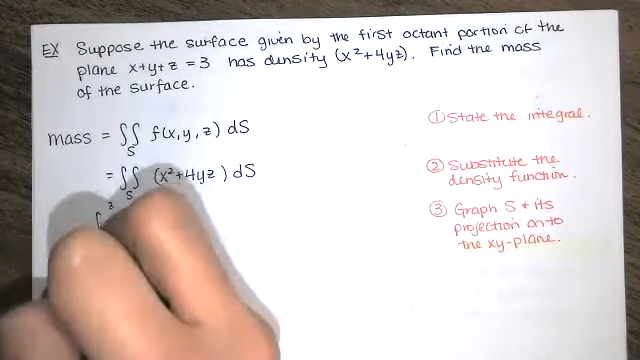 EX Suppose the surface given by the first octant portion of the
plane x+y+z = 3 has density (x²+4yz). Find the mass
of the surface.
mass = ∬ f(x,y,z) dS
S
= ∬ (x²+4yz) dS
S
z
① State the integral.
② Substitute the
density function.
③ Graph S + its
projection onto
the xy-plane.